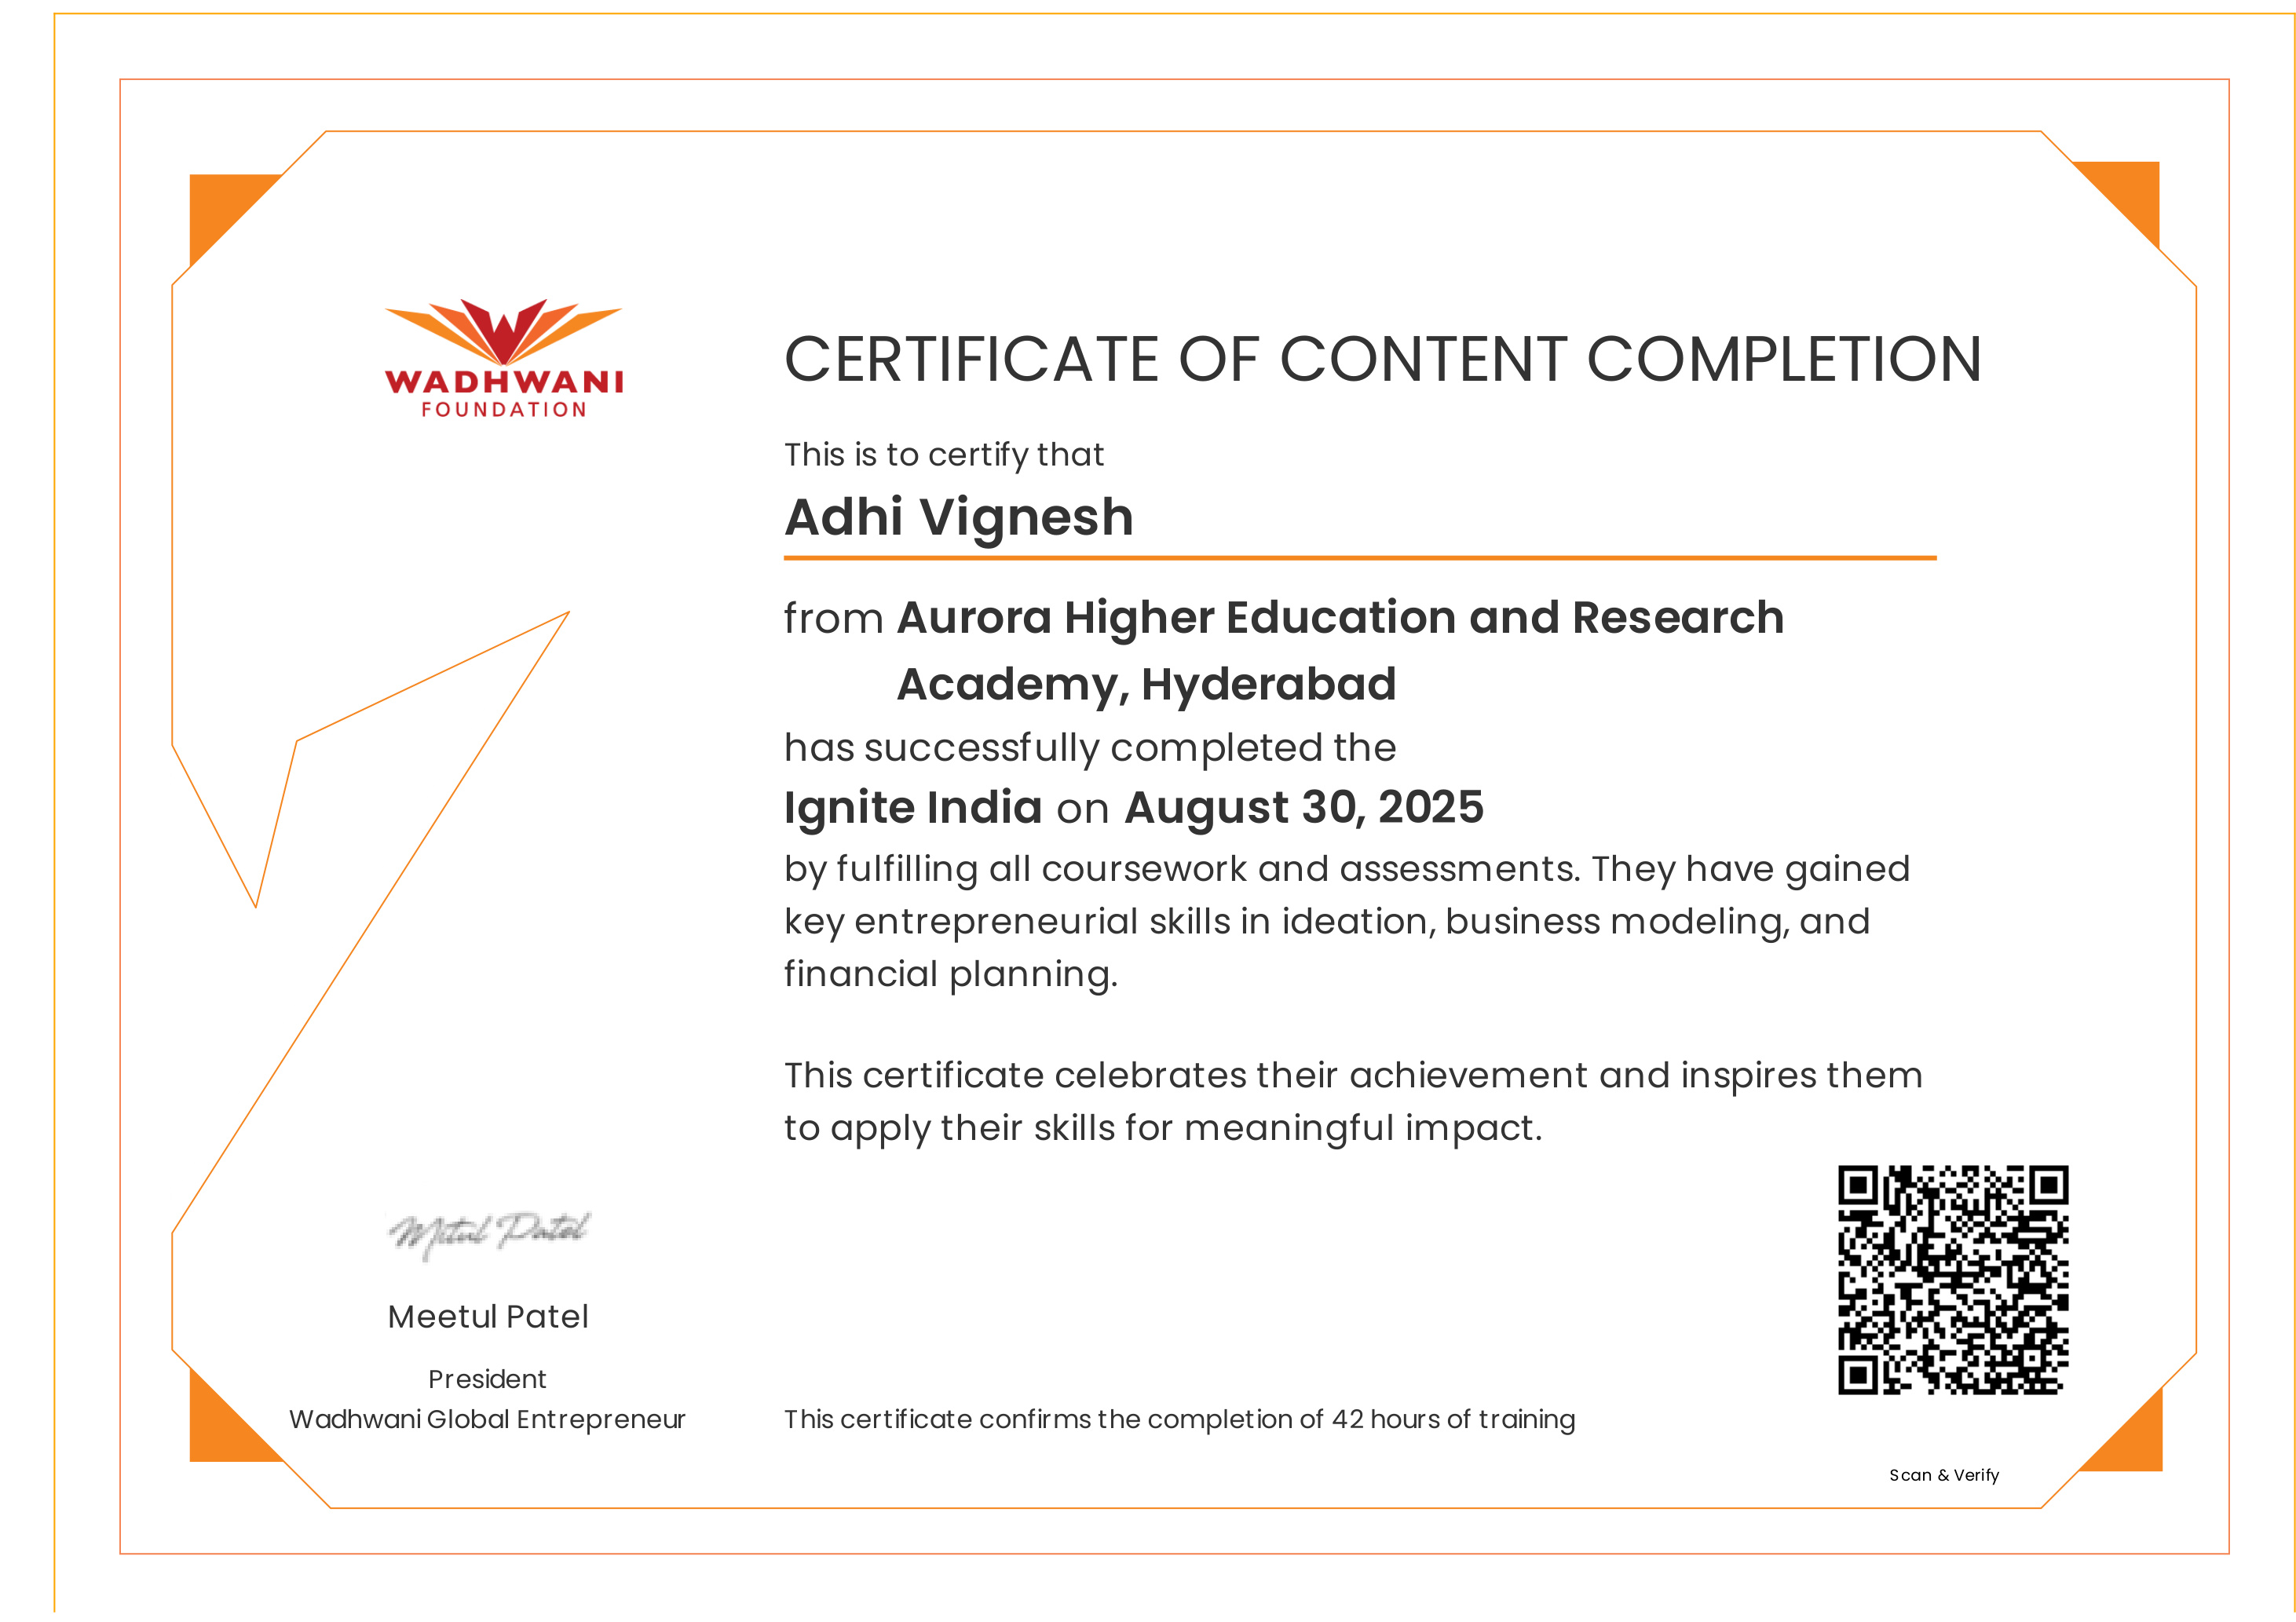 WADHWANI
FOUNDATION
CERTIFICATE OF CONTENT COMPLETION
This is to certify that
Adhi Vignesh
from Aurora Higher Education and Research
Academy, Hyderabad
has successfully completed the
Ignite India on August 30, 2025
by fulfilling all coursework and assessments. They have gained
key entrepreneurial skills in ideation, business modeling, and
financial planning.
This certificate celebrates their achievement and inspires them
to apply their skills for meaningful impact.
Mitul Patel
Meetul Patel
President
Wadhwani Global Entrepreneur
This certificate confirms the completion of 42 hours of training
Scan & Verify